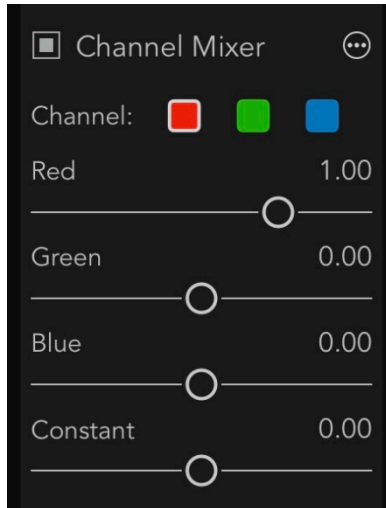 Channel Mixer
Channel:
Red 1.00
Green 0.00
Blue 0.00
Constant 0.00